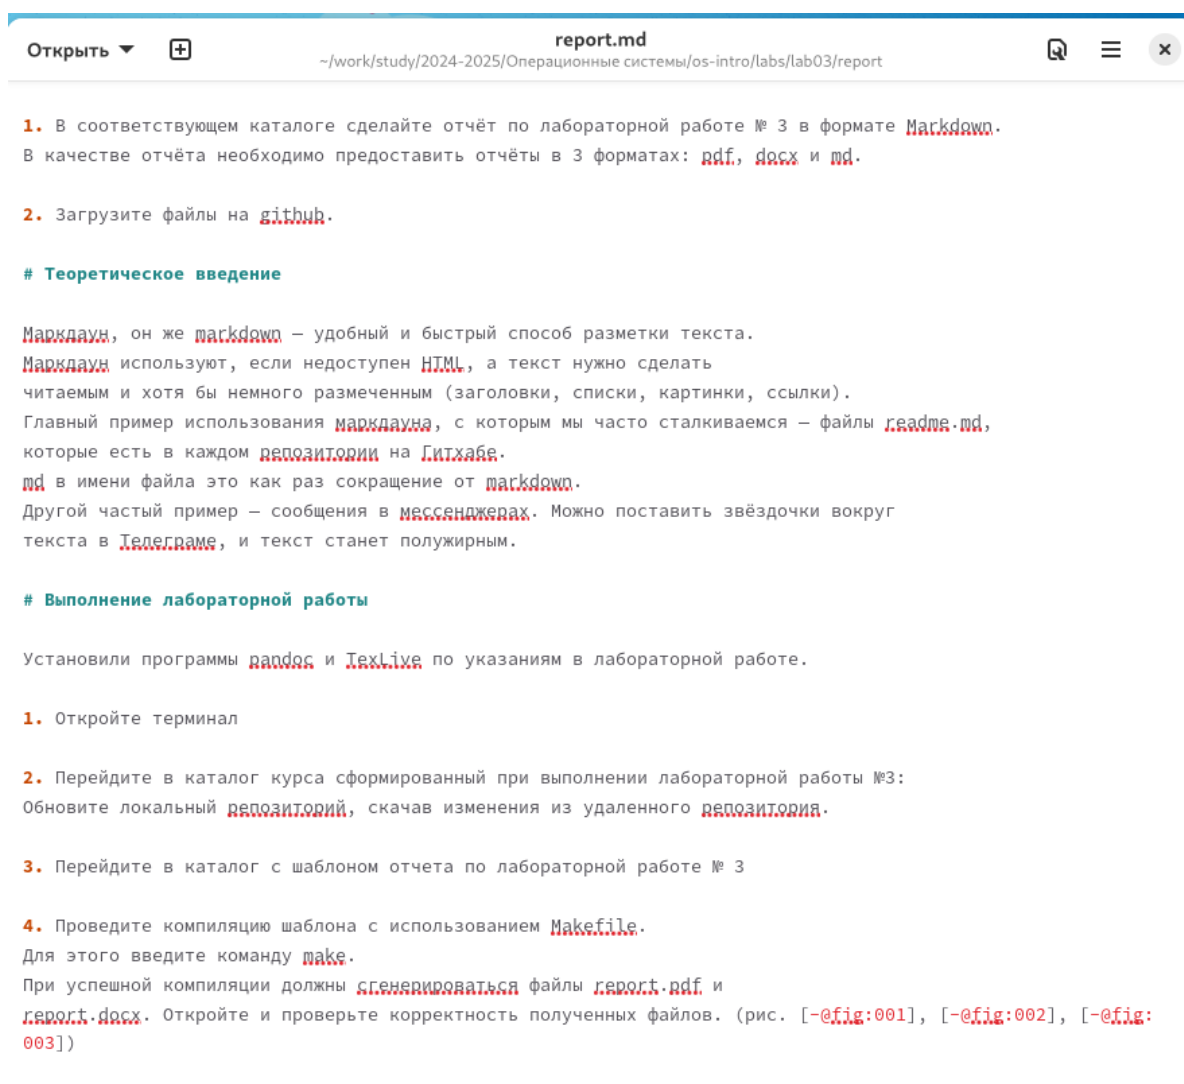 Открыть
report.md
~/work/study/2024-2025/Операционные системы/os-intro/labs/lab03/report
1. В соответствующем каталоге сделайте отчёт по лабораторной работе № 3 в формате Markdown.
В качестве отчёта необходимо предоставить отчёты в 3 форматах: pdf, docx и md.
2. Загрузите файлы на github.
# Теоретическое введение
Маркдаун, он же markdown — удобный и быстрый способ разметки текста.
Маркдаун используют, если недоступен HTML, а текст нужно сделать
читаемым и хотя бы немного размеченным (заголовки, списки, картинки, ссылки).
Главный пример использования маркдауна, с которым мы часто сталкиваемся — файлы readme.md,
которые есть в каждом репозитории на Гитхабе.
md в имени файла это как раз сокращение от markdown.
Другой частый пример — сообщения в мессенджерах. Можно поставить звёздочки вокруг
текста в Телеграме, и текст станет полужирным.
# Выполнение лабораторной работы
Установили программы pandoc и TexLive по указаниям в лабораторной работе.
1. Откройте терминал
2. Перейдите в каталог курса сформированный при выполнении лабораторной работы №3:
Обновите локальный репозиторий, скачав изменения из удаленного репозитория.
3. Перейдите в каталог с шаблоном отчета по лабораторной работе № 3
4. Проведите компиляцию шаблона с использованием Makefile.
Для этого введите команду make.
При успешной компиляции должны сгенерироваться файлы report.pdf и
report.docx. Откройте и проверьте корректность полученных файлов. (рис. [-@fig:001], [-@fig:002], [-@fig:
003])